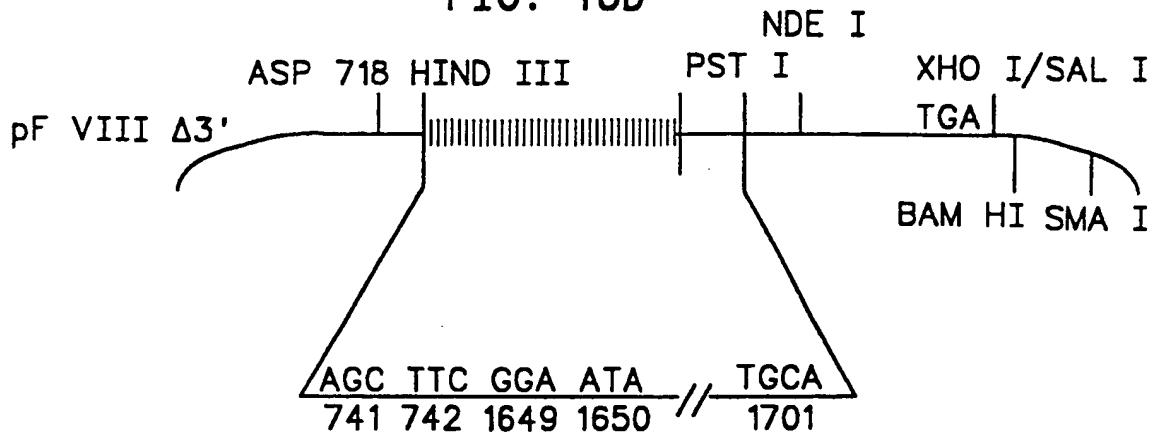 NDE I
ASP 718 HIND III PST I XHO I/SAL I
pF VIII Δ3' TGA
BAM HI SMA I
AGC TTC GGA ATA // TGCA
741 742 1649 1650 1701